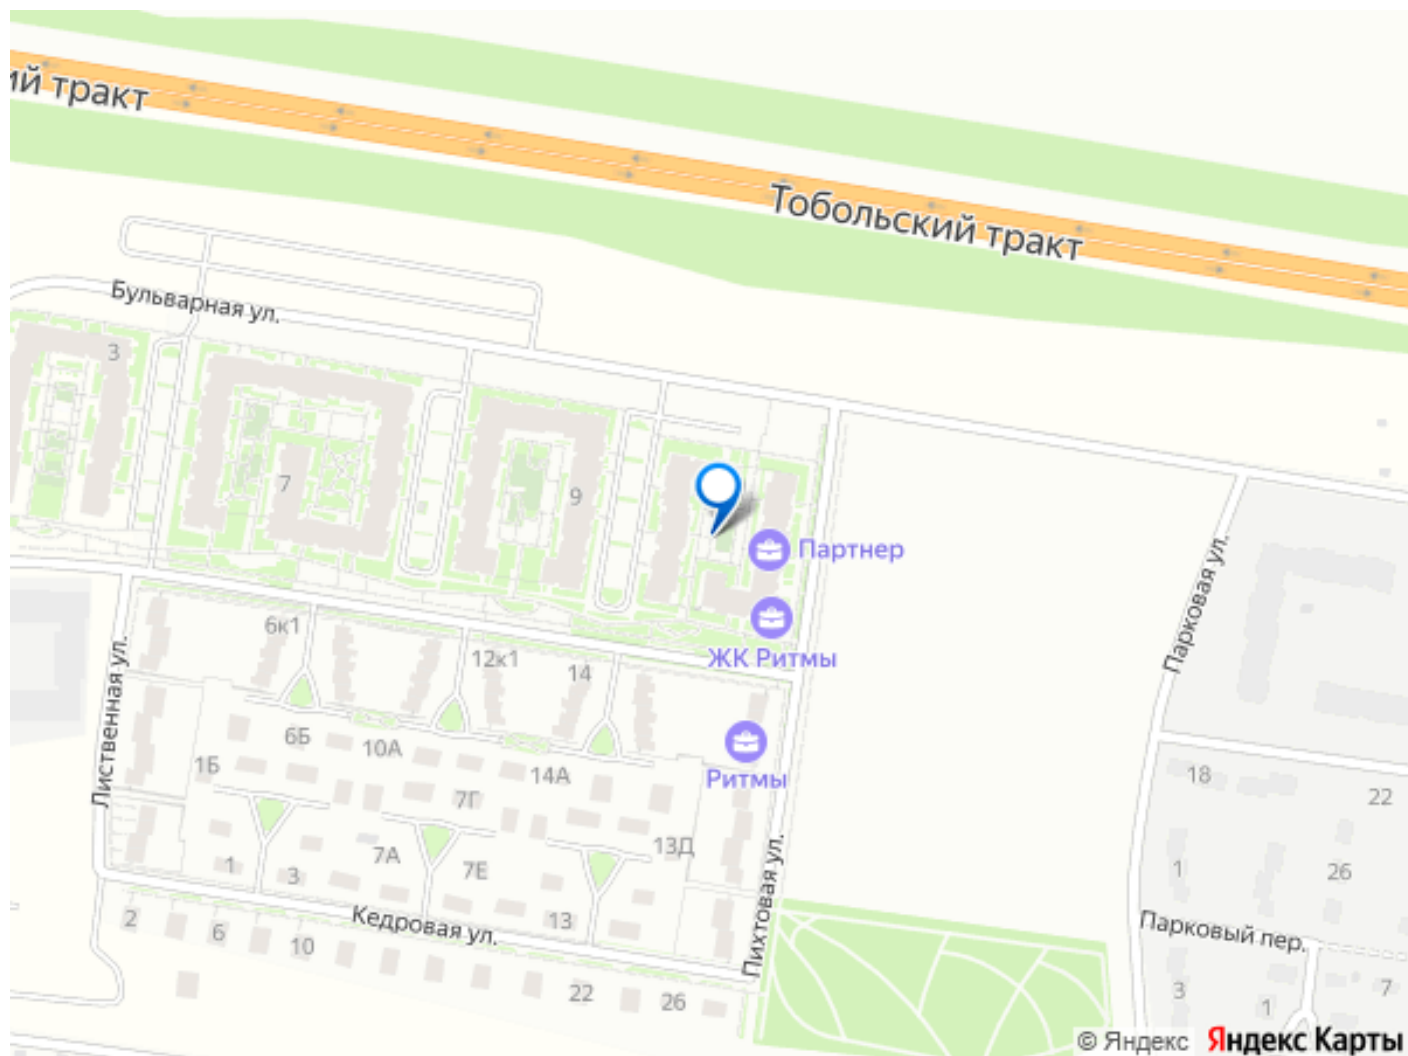 ий тракт
Тобольский тракт
Бульварная ул.
3
7
9
Партнер
ЖК Ритмы
Парковая ул.
6к1
12к1
14
Лиственная ул.
6Б
10А
1Б
14А
Ритмы
7Г
18
22
13Д
7А
7Е
1
3
1
26
Пихтовая ул.
2
6
10
Кедровая ул.
13
Парковый пер.
22
26
3
1
7
© Яндекс Яндекс Карты